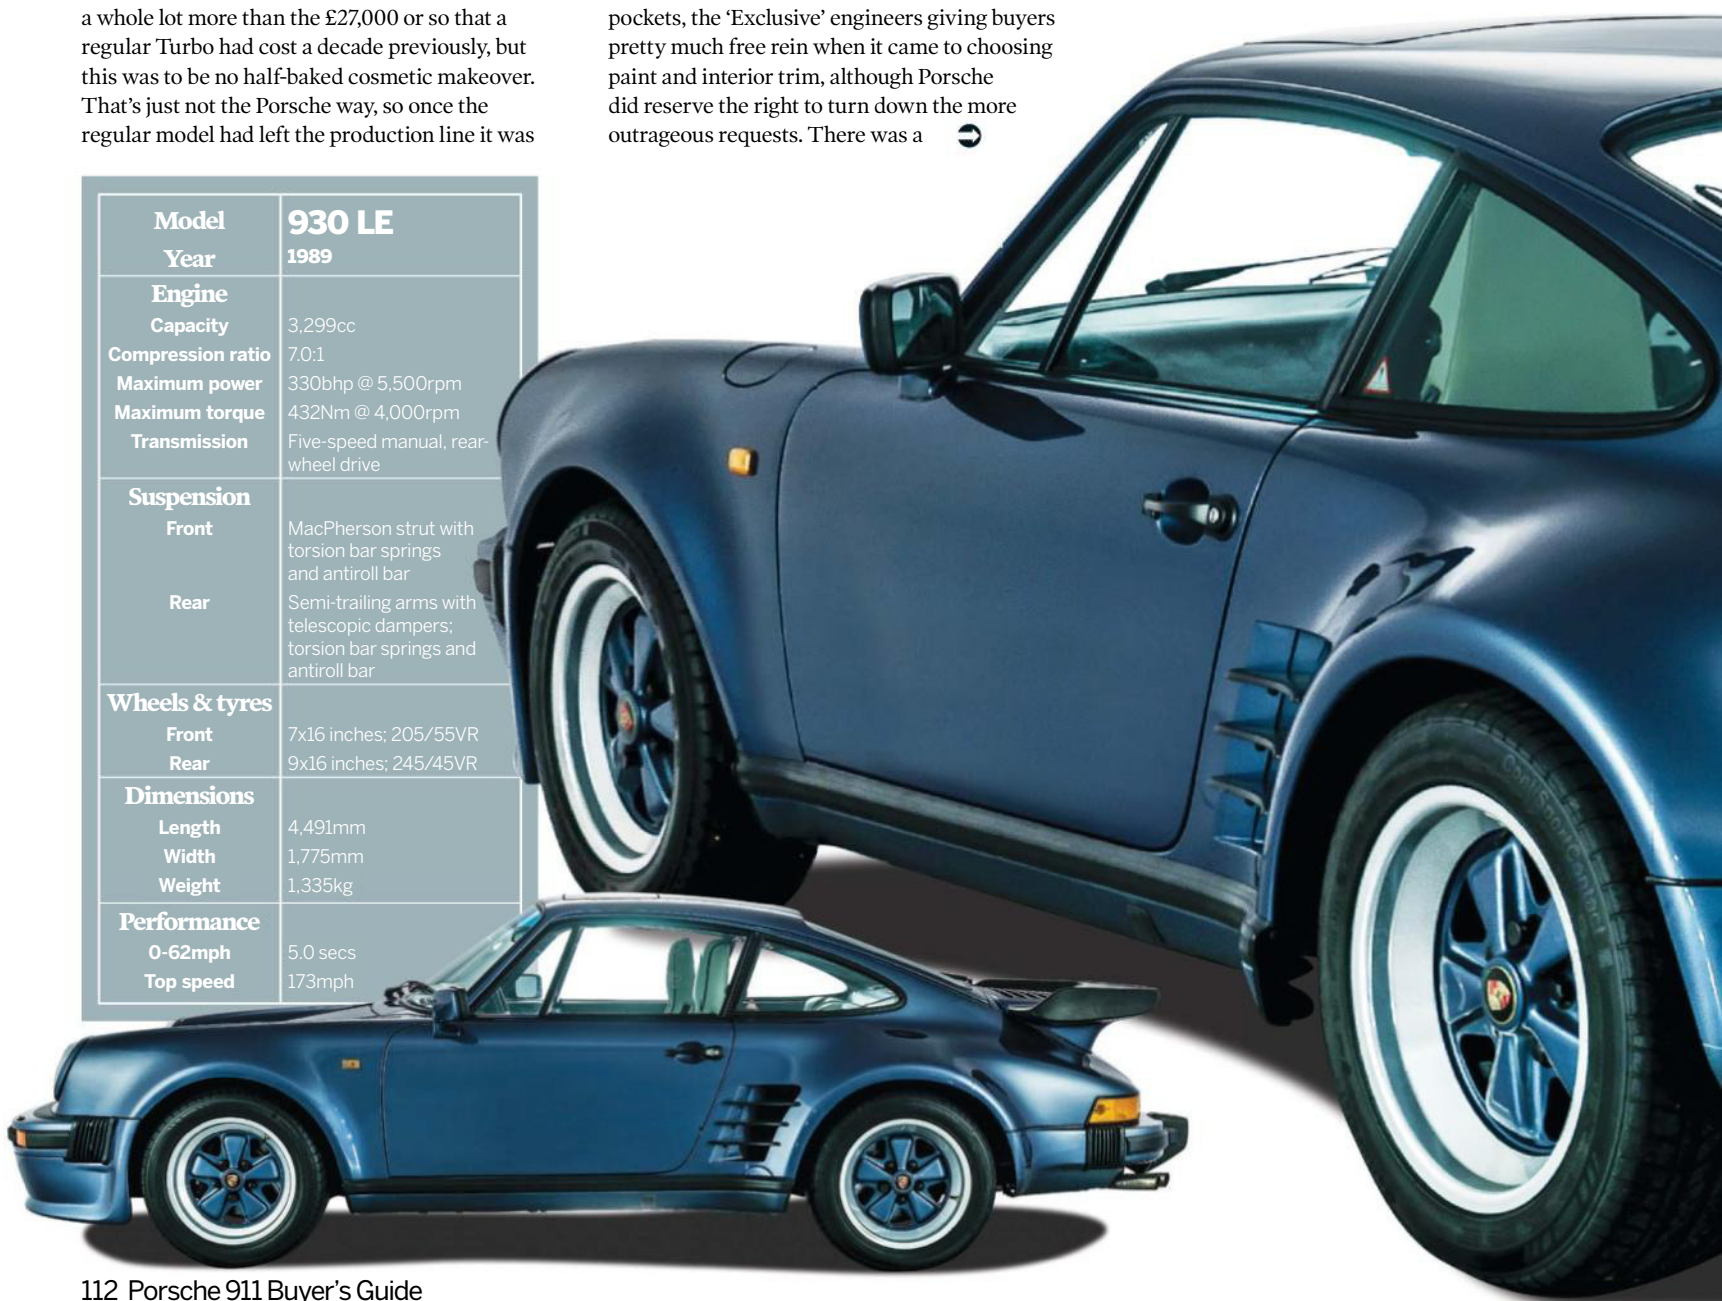 a whole lot more than the £27,000 or so that a
regular Turbo had cost a decade previously, but
this was to be no half-baked cosmetic makeover.
That's just not the Porsche way, so once the
regular model had left the production line it was
pockets, the 'Exclusive' engineers giving buyers
pretty much free rein when it came to choosing
paint and interior trim, although Porsche
did reserve the right to turn down the more
outrageous requests. There was a
Model 930 LE
Year 1989
Engine
Capacity 3,299cc
Compression ratio 7.0:1
Maximum power 330bhp @ 5,500rpm
Maximum torque 432Nm @ 4,000rpm
Transmission Five-speed manual, rear-
wheel drive
Suspension
Front MacPherson strut with
torsion bar springs
and antiroll bar
Rear Semi-trailing arms with
telescopic dampers;
torsion bar springs and
antiroll bar
Wheels & tyres
Front 7x16 inches; 205/55VR
Rear 9x16 inches; 245/45VR
Dimensions
Length 4,491mm
Width 1,775mm
Weight 1,335kg
Performance
0-62mph 5.0 secs
Top speed 173mph
112 Porsche 911 Buyer's Guide